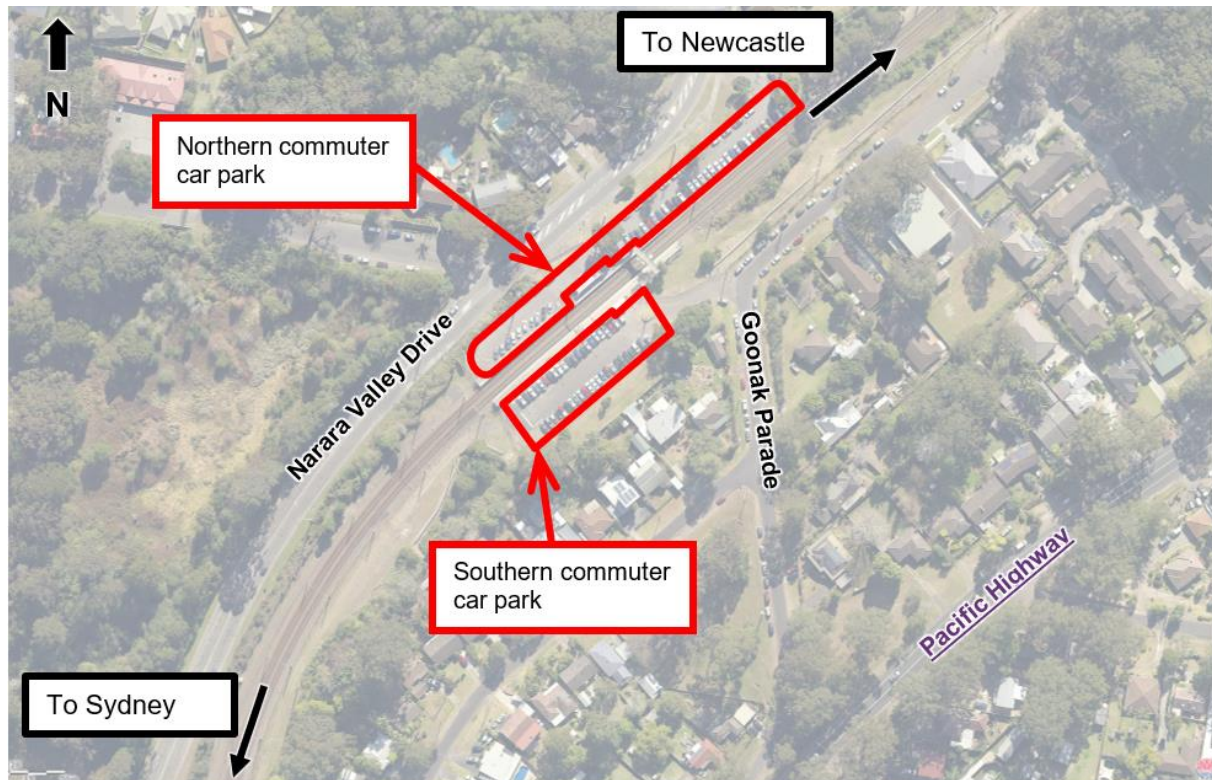 To Newcastle
N
Northern commuter
car park
Narara Valley Drive
Goonak Parade
Southern commuter
car park
Pacific Highway
To Sydney